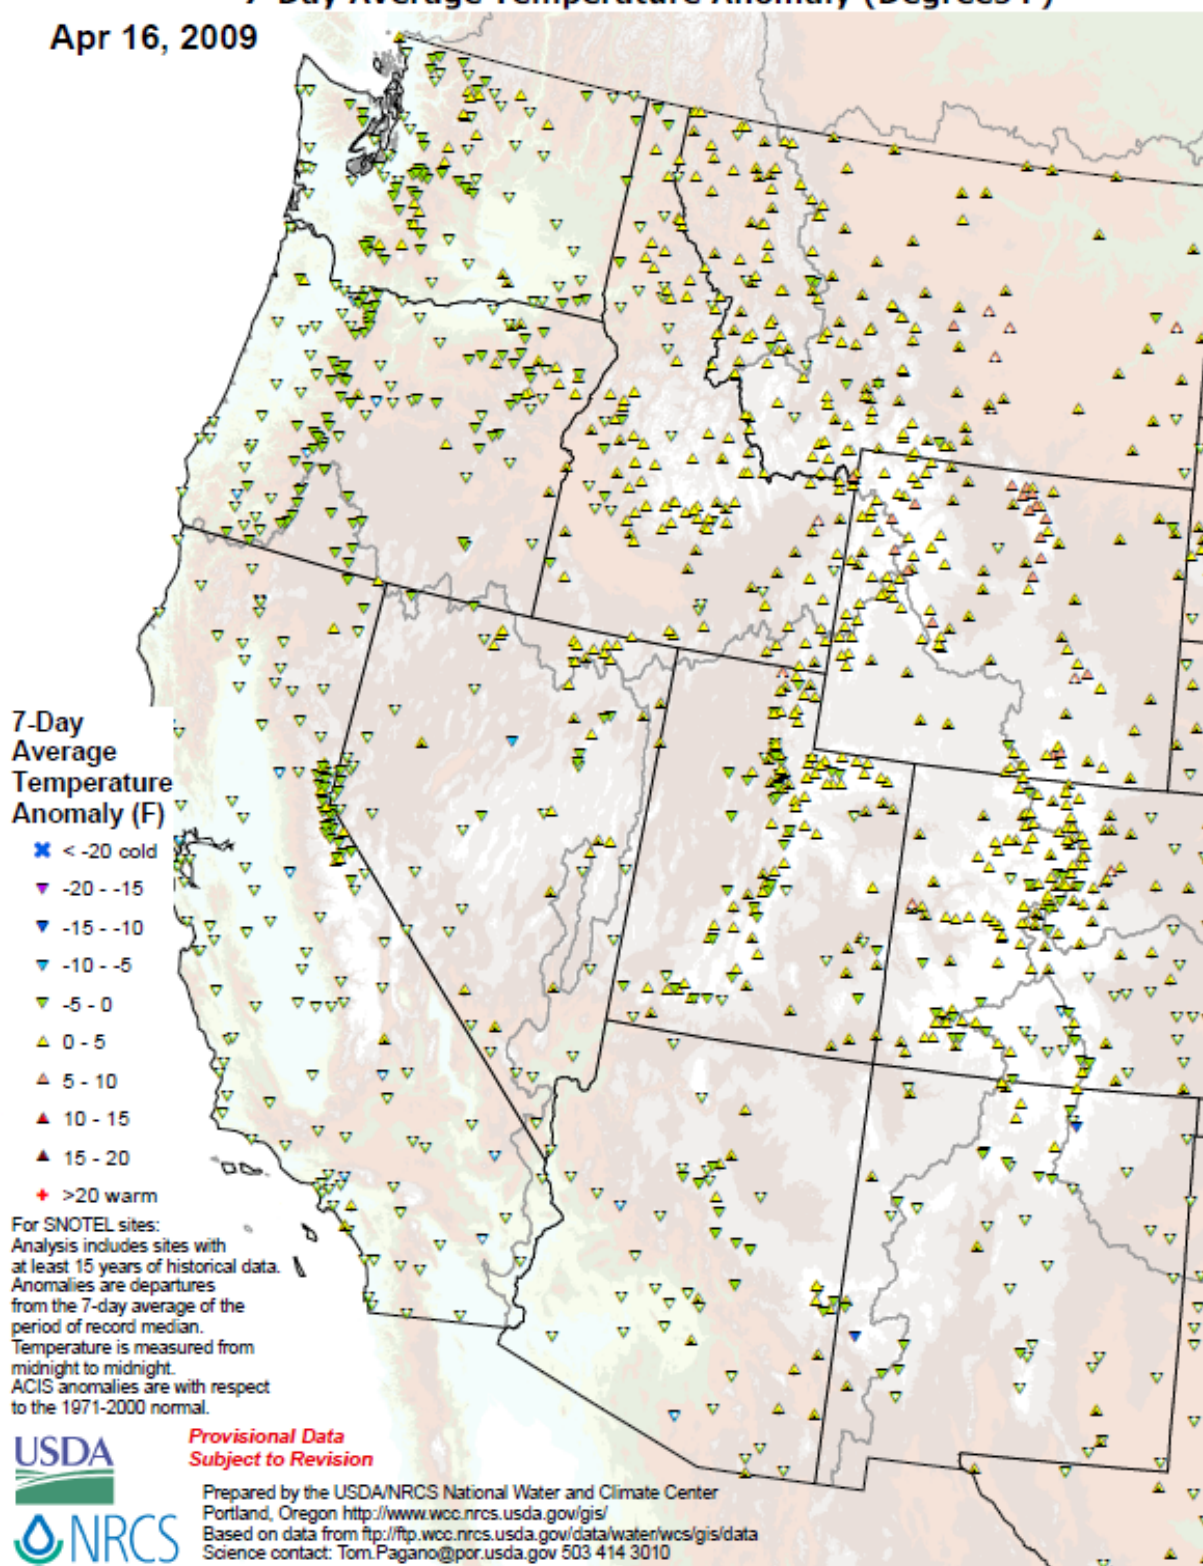 7-Day Average Temperature Anomaly (Degrees F)
Apr 16, 2009
7-Day
Average
Temperature
Anomaly (F)
< -20 cold
-20 - -15
-15 - -10
-10 - -5
-5 - 0
0 - 5
5 - 10
10 - 15
15 - 20
>20 warm
For SNOTEL sites:
Analysis includes sites with
at least 15 years of historical data.
Anomalies are departures
from the 7-day average of the
period of record median.
Temperature is measured from
midnight to midnight.
ACIS anomalies are with respect
to the 1971-2000 normal.
USDA
NRCS
Provisional Data
Subject to Revision
Prepared by the USDA/NRCS National Water and Climate Center
Portland, Oregon http://www.wcc.nrcs.usda.gov/gis/
Based on data from ftp://ftp.wcc.nrcs.usda.gov/data/water/wcs/gis/data
Science contact: Tom.Pagano@por.usda.gov 503 414 3010